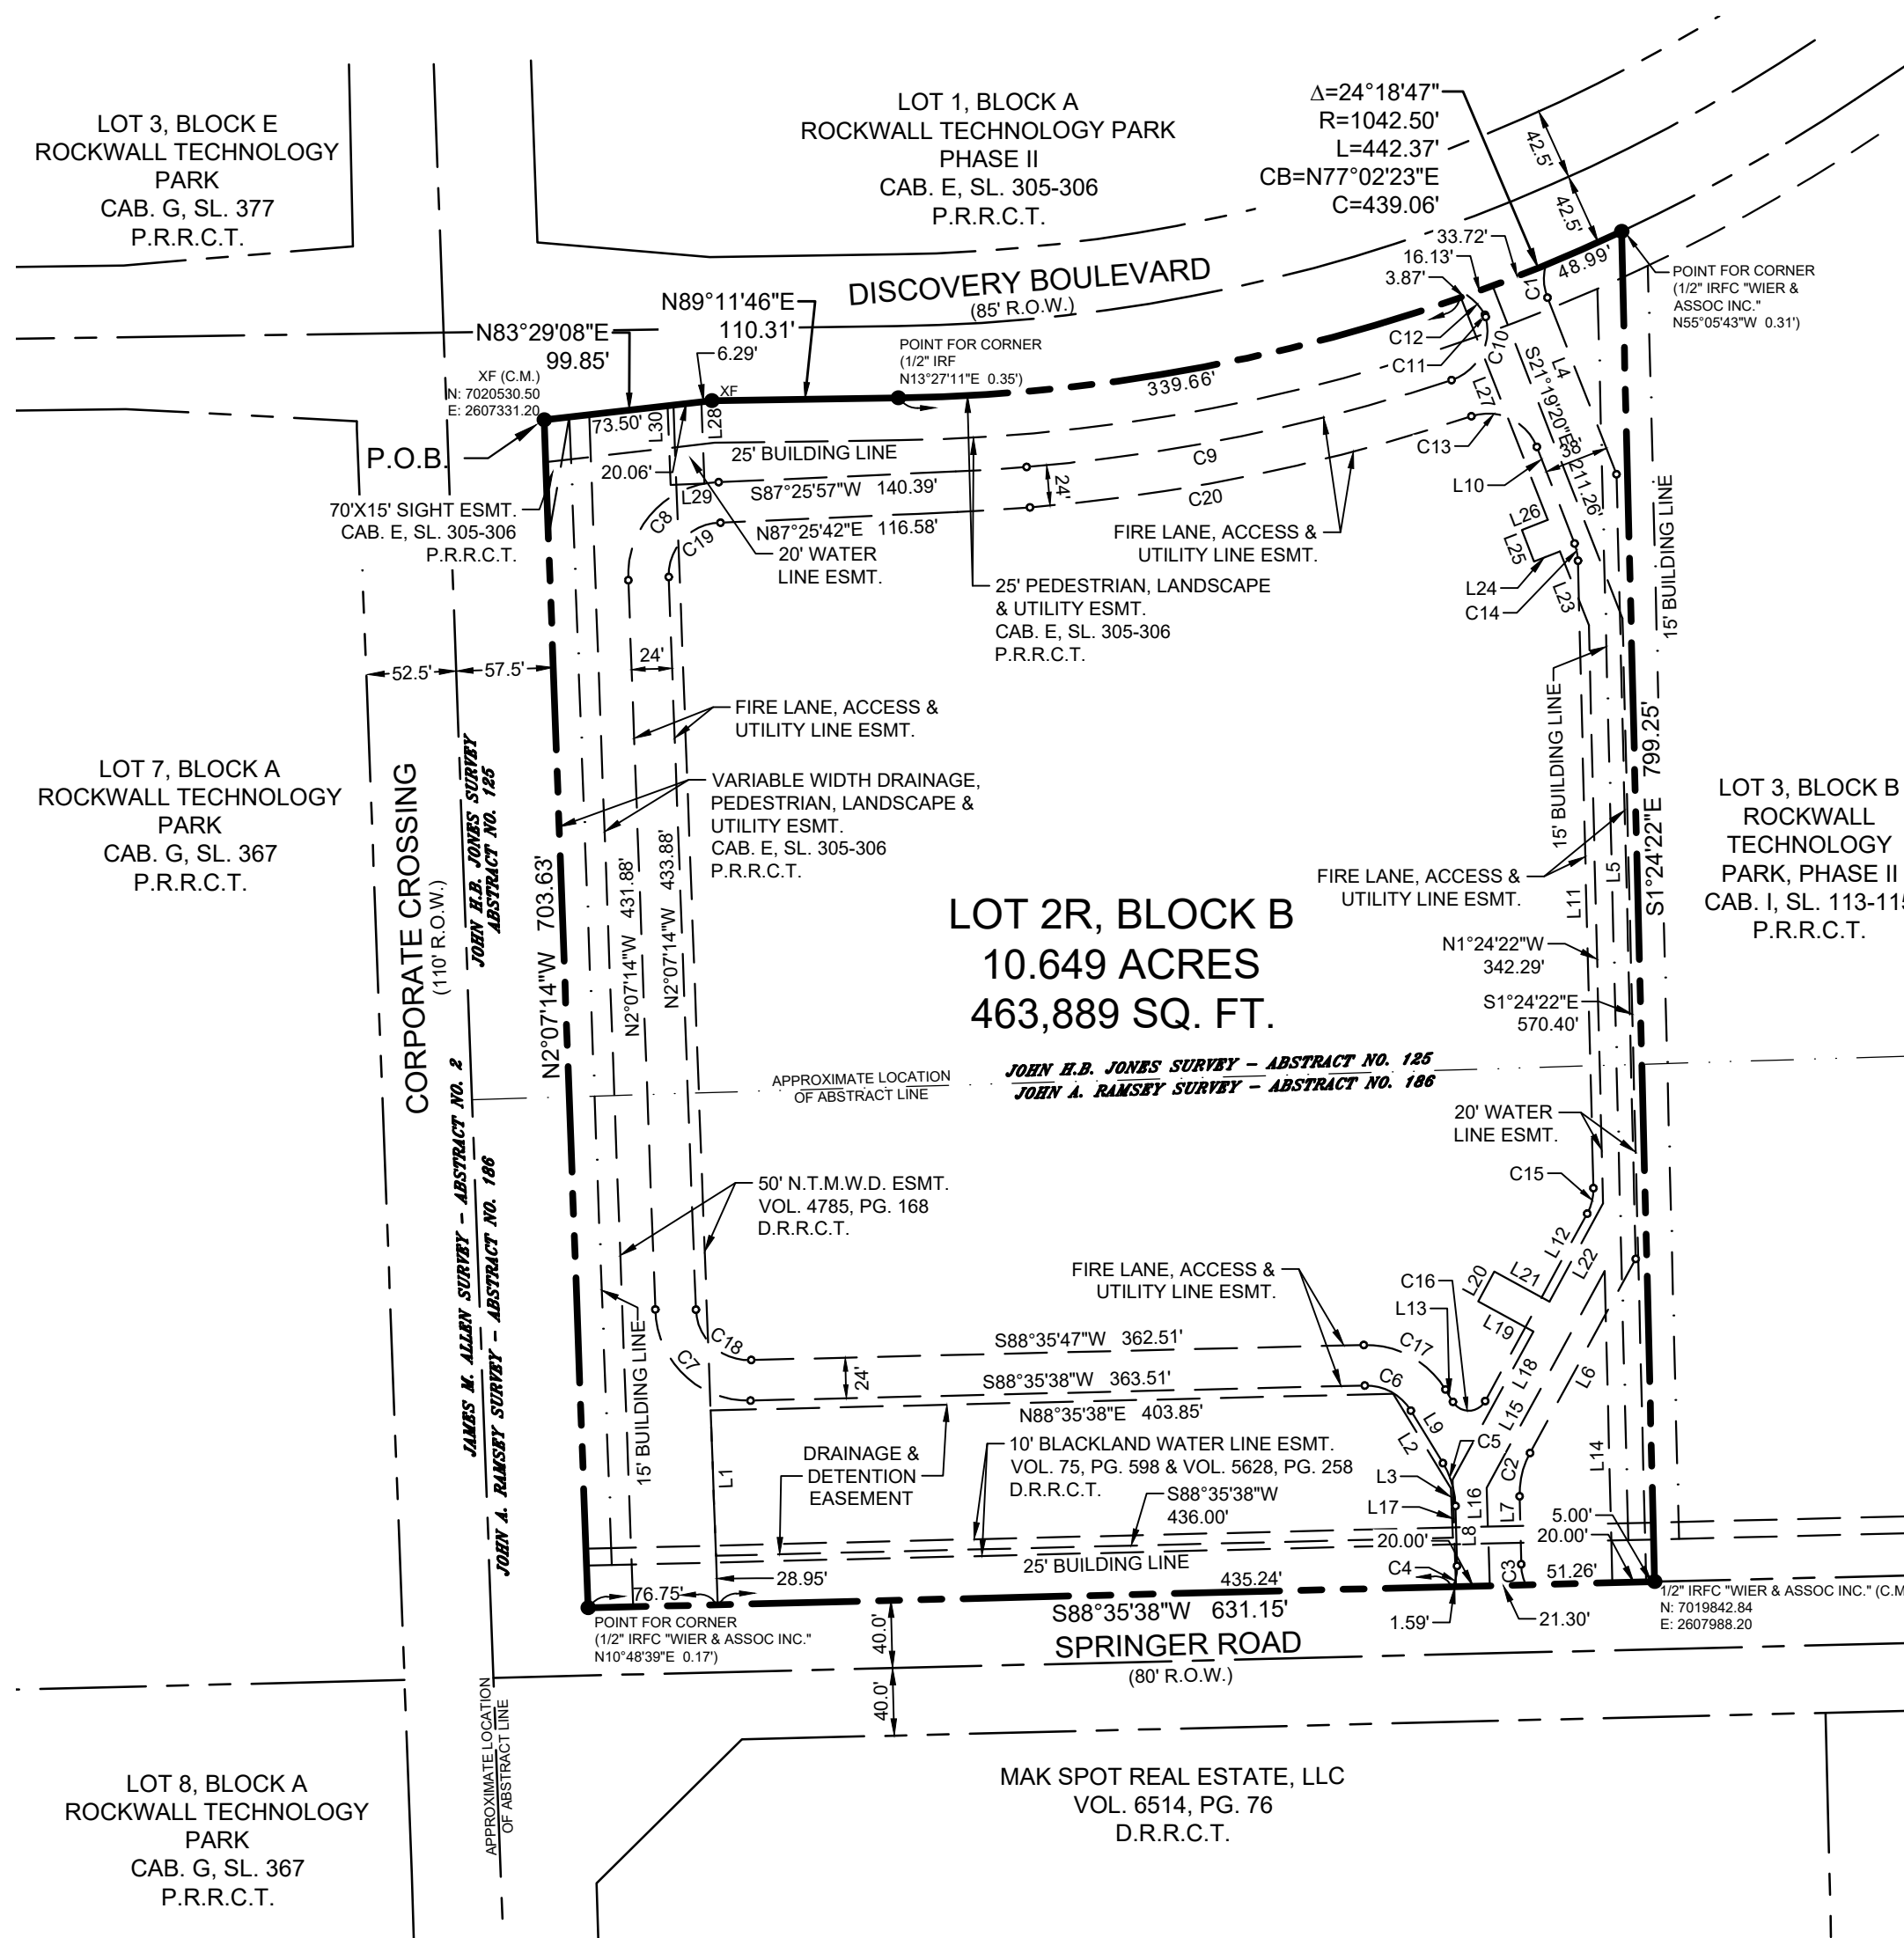 LOT 3, BLOCK E
ROCKWALL TECHNOLOGY
PARK
CAB. G, SL. 377
P.R.R.C.T.
LOT 1, BLOCK A
ROCKWALL TECHNOLOGY PARK
PHASE II
CAB. E, SL. 305-306
P.R.R.C.T.
Δ=24°18'47"
R=1042.50'
L=442.37'
CB=N77°02'23"E
C=439.06'
42.5'
42.5'
33.72'
16.13'
3.87'
48.99'
C1
POINT FOR CORNER
(1/2" IRFC "WIER &
ASSOC INC."
N55°05'43"W 0.31')
DISCOVERY BOULEVARD
(85' R.O.W.)
N89°11'46"E
110.31'
N83°29'08"E
99.85'
6.29'
XF
XF (C.M.)
N: 7020530.50
E: 2607331.20
POINT FOR CORNER
(1/2" IRF
N13°27'11"E 0.35')
339.66'
C12
C11
C10
L27
L4
S21°19'20"E 211.26'
38'
73.50'
L30
L28
P.O.B.
20.06'
25' BUILDING LINE
C13
C9
L10
S87°25'57"W 140.39'
24'
C20
L29
C8
C19
N87°25'42"E 116.58'
70'X15' SIGHT ESMT.
CAB. E, SL. 305-306
P.R.R.C.T.
20' WATER
LINE ESMT.
FIRE LANE, ACCESS &
UTILITY LINE ESMT.
L26
L25
L24
C14
L23
15' BUILDING LINE
25' PEDESTRIAN, LANDSCAPE
& UTILITY ESMT.
CAB. E, SL. 305-306
P.R.R.C.T.
52.5'
57.5'
24'
FIRE LANE, ACCESS &
UTILITY LINE ESMT.
15' BUILDING LINE
S1°24'22"E 799.25'
LOT 7, BLOCK A
ROCKWALL TECHNOLOGY
PARK
CAB. G, SL. 367
P.R.R.C.T.
CORPORATE CROSSING
(110' R.O.W.)
JOHN H.B. JONES SURVEY
ABSTRACT NO. 125
VARIABLE WIDTH DRAINAGE,
PEDESTRIAN, LANDSCAPE &
UTILITY ESMT.
CAB. E, SL. 305-306
P.R.R.C.T.
N2°07'14"W 703.63'
N2°07'14"W 431.88'
N2°07'14"W 433.88'
LOT 3, BLOCK B
ROCKWALL
TECHNOLOGY
PARK, PHASE II
CAB. I, SL. 113-115
P.R.R.C.T.
FIRE LANE, ACCESS &
UTILITY LINE ESMT.
L11
L5
LOT 2R, BLOCK B
10.649 ACRES
463,889 SQ. FT.
N1°24'22"W
342.29'
S1°24'22"E
570.40'
APPROXIMATE LOCATION
OF ABSTRACT LINE
JOHN H.B. JONES SURVEY - ABSTRACT NO. 125
JOHN A. RAMSEY SURVEY - ABSTRACT NO. 186
JAMES M. ALLEN SURVEY - ABSTRACT NO. 2
JOHN A. RAMSEY SURVEY - ABSTRACT NO. 186
20' WATER
LINE ESMT.
C15
50' N.T.M.W.D. ESMT.
VOL. 4785, PG. 168
D.R.R.C.T.
L12
L22
L20
L21
FIRE LANE, ACCESS &
UTILITY LINE ESMT.
C16
L13
L19
C18
C7
S88°35'47"W 362.51'
C17
24'
L18
L6
15' BUILDING LINE
S88°35'38"W 363.51'
C6
N88°35'38"E 403.85'
L9
L2
L15
C5
DRAINAGE &
DETENTION
EASEMENT
10' BLACKLAND WATER LINE ESMT.
VOL. 75, PG. 598 & VOL. 5628, PG. 258
D.R.R.C.T.
L1
C2
L14
L3
L16
L7
S88°35'38"W
436.00'
L17
L8
5.00'
20.00'
20.00'
25' BUILDING LINE
C4
C3
51.26'
28.95'
76.75'
435.24'
S88°35'38"W 631.15'
1.59'
21.30'
1/2" IRFC "WIER & ASSOC INC." (C.M
N: 7019842.84
E: 2607988.20
POINT FOR CORNER
(1/2" IRFC "WIER & ASSOC INC."
N10°48'39"E 0.17')
40.0'
SPRINGER ROAD
(80' R.O.W.)
40.0'
APPROXIMATE LOCATION
OF ABSTRACT LINE
MAK SPOT REAL ESTATE, LLC
VOL. 6514, PG. 76
D.R.R.C.T.
LOT 8, BLOCK A
ROCKWALL TECHNOLOGY
PARK
CAB. G, SL. 367
P.R.R.C.T.